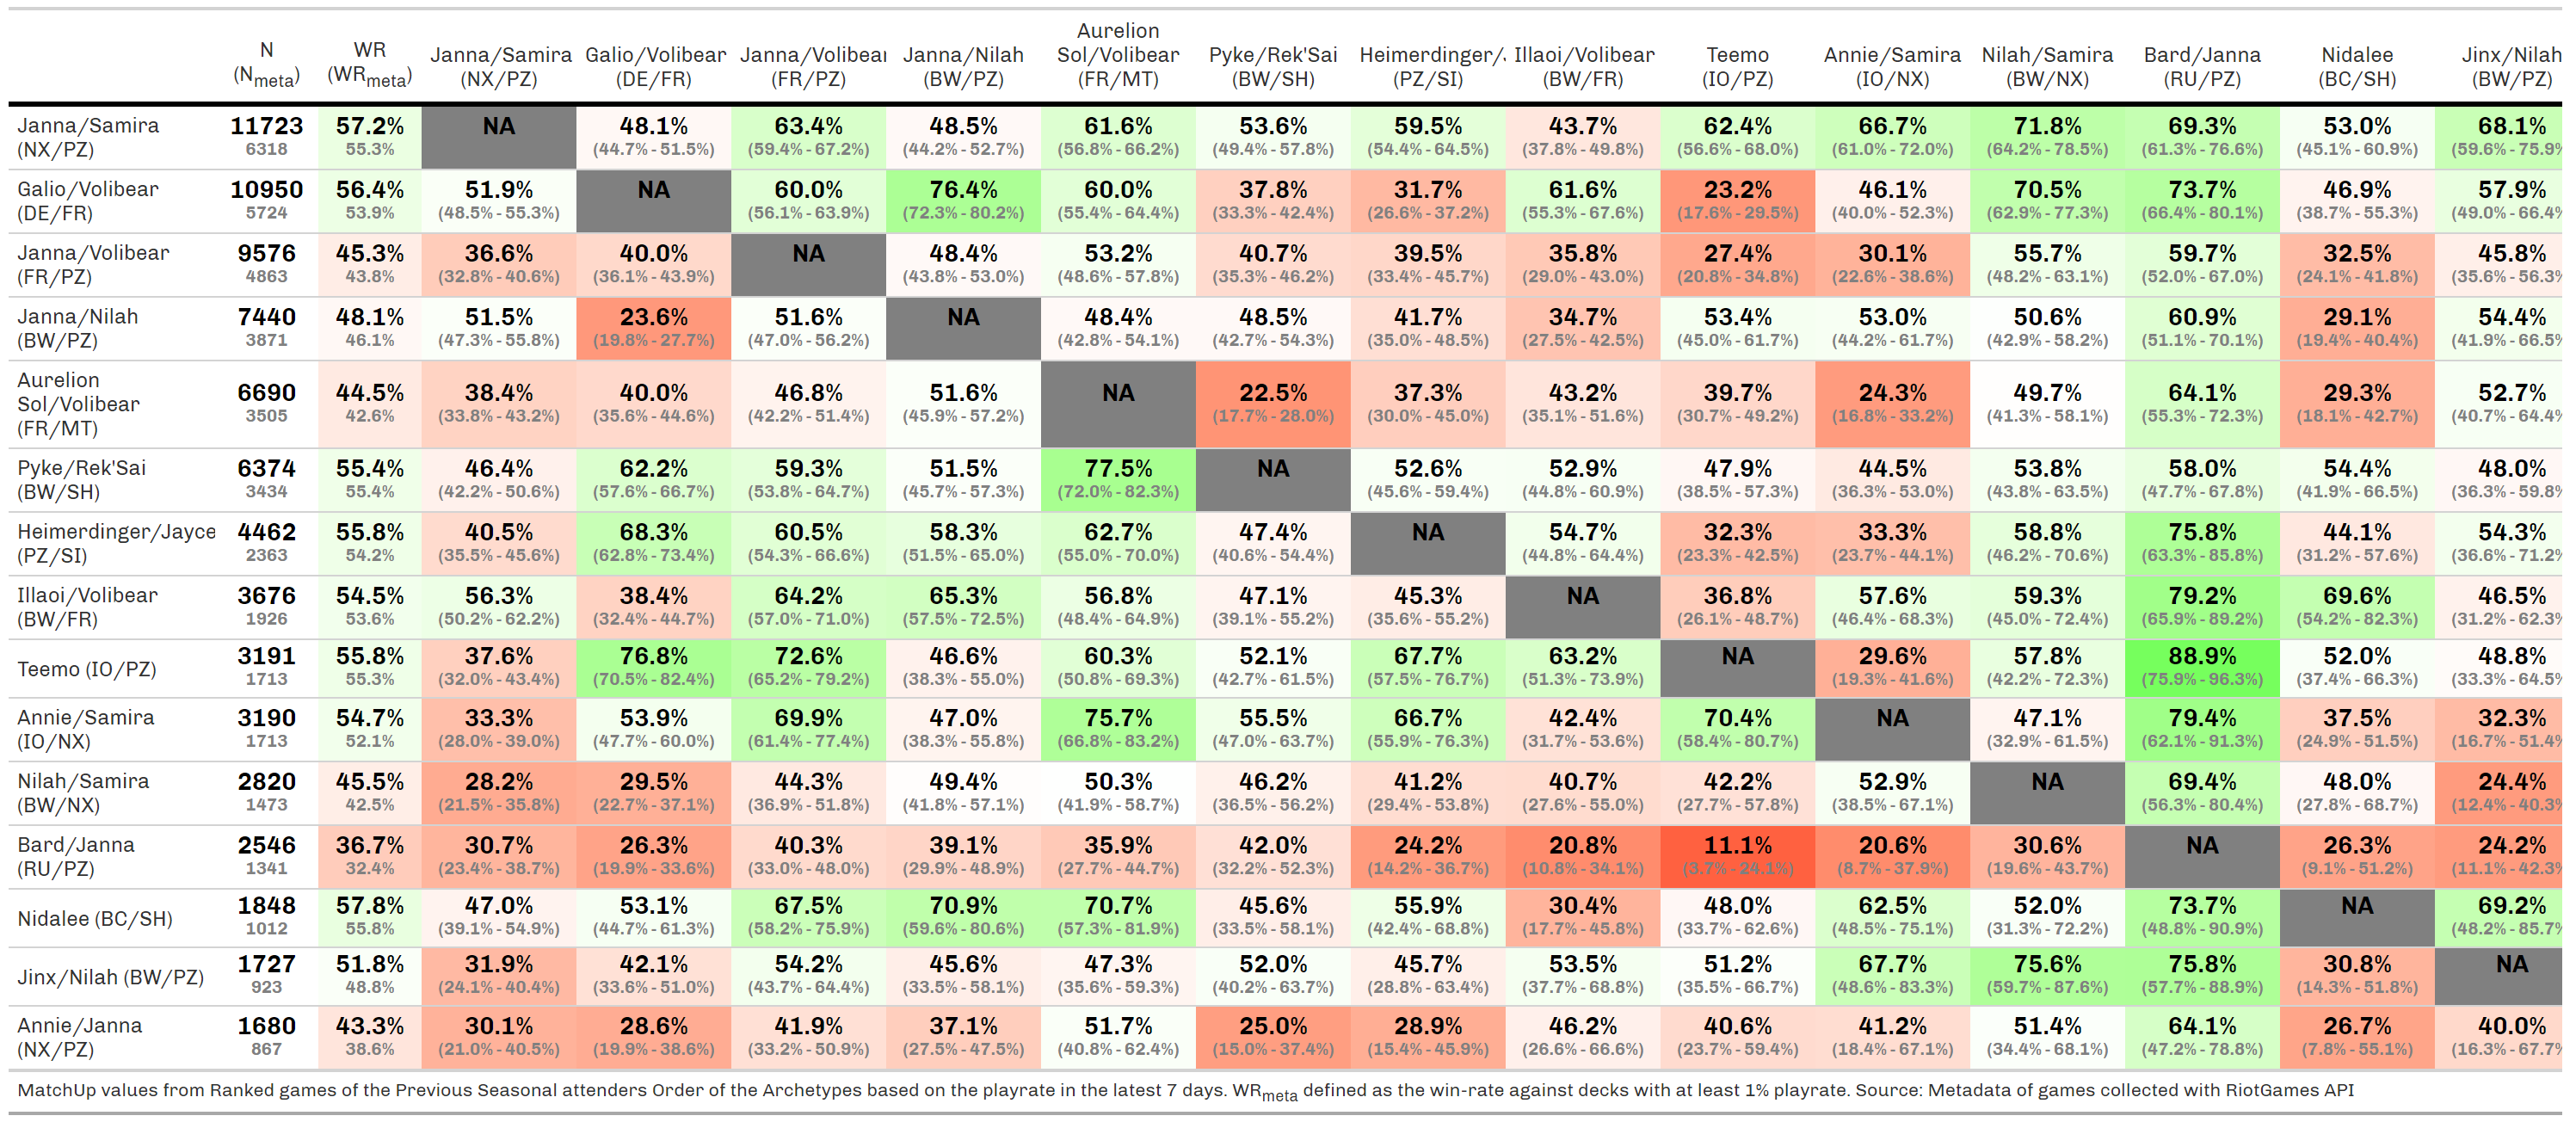 N (Nmeta) WR (WRmeta) Janna/Samira (NX/PZ) Galio/Volibear (DE/FR) Janna/Volibear (FR/PZ) Janna/Nilah (BW/PZ) Aurelion Sol/Volibear (FR/MT) Pyke/Rek'Sai (BW/SH) Heimerdinger/ (PZ/SI) Illaoi/Volibear (BW/FR) Teemo (IO/PZ) Annie/Samira (IO/NX) Nilah/Samira (BW/NX) Bard/Janna (RU/PZ) Nidalee (BC/SH) Jinx/Nilah (BW/PZ)
Janna/Samira 11723 57.2% NA 48.1% 63.4% 48.5% 61.6% 53.6% 59.5% 43.7% 62.4% 66.7% 71.8% 69.3% 53.0% 68.1%
(NX/PZ) 6318 55.3% (44.7% - 51.5%) (59.4% - 67.2%) (44.2% - 52.7%) (56.8% - 66.2%) (49.4% - 57.8%) (54.4% - 64.5%) (37.8% - 49.8%) (56.6% - 68.0%) (61.0% - 72.0%) (64.2% - 78.5%) (61.3% - 76.6%) (45.1% - 60.9%) (59.6% - 75.9%
Galio/Volibear 10950 56.4% 51.9% NA 60.0% 76.4% 60.0% 37.8% 31.7% 61.6% 23.2% 46.1% 70.5% 73.7% 46.9% 57.9%
(DE/FR) 5724 53.9% (48.5% - 55.3%) (56.1% - 63.9%) (72.3% - 80.2%) (55.4% - 64.4%) (33.3% - 42.4%) (26.6% - 37.2%) (55.3% - 67.6%) (17.6% - 29.5%) (40.0% - 52.3%) (62.9% - 77.3%) (66.4% - 80.1%) (38.7% - 55.3%) (49.0% - 66.4%
Janna/Volibear 9576 45.3% 36.6% 40.0% NA 48.4% 53.2% 40.7% 39.5% 35.8% 27.4% 30.1% 55.7% 59.7% 32.5% 45.8%
(FR/PZ) 4863 43.8% (32.8% - 40.6%) (36.1% - 43.9%) (43.8% - 53.0%) (48.6% - 57.8%) (35.3% - 46.2%) (33.4% - 45.7%) (29.0% - 43.0%) (20.8% - 34.8%) (22.6% - 38.6%) (48.2% - 63.1%) (52.0% - 67.0%) (24.1% - 41.8%) (35.6% - 56.3%
Janna/Nilah 7440 48.1% 51.5% 23.6% 51.6% NA 48.4% 48.5% 41.7% 34.7% 53.4% 53.0% 50.6% 60.9% 29.1% 54.4%
(BW/PZ) 3871 46.1% (47.3% - 55.8%) (19.8% - 27.7%) (47.0% - 56.2%) (42.8% - 54.1%) (42.7% - 54.3%) (35.0% - 48.5%) (27.5% - 42.5%) (45.0% - 61.7%) (44.2% - 61.7%) (42.9% - 58.2%) (51.1% - 70.1%) (19.4% - 40.4%) (41.9% - 66.5%
Aurelion
Sol/Volibear 6690 44.5% 38.4% 40.0% 46.8% 51.6% NA 22.5% 37.3% 43.2% 39.7% 24.3% 49.7% 64.1% 29.3% 52.7%
(FR/MT) 3505 42.6% (33.8% - 43.2%) (35.6% - 44.6%) (42.2% - 51.4%) (45.9% - 57.2%) (17.7% - 28.0%) (30.0% - 45.0%) (35.1% - 51.6%) (30.7% - 49.2%) (16.8% - 33.2%) (41.3% - 58.1%) (55.3% - 72.3%) (18.1% - 42.7%) (40.7% - 64.4%
Pyke/Rek'Sai 6374 55.4% 46.4% 62.2% 59.3% 51.5% 77.5% NA 52.6% 52.9% 47.9% 44.5% 53.8% 58.0% 54.4% 48.0%
(BW/SH) 3434 55.4% (42.2% - 50.6%) (57.6% - 66.7%) (53.8% - 64.7%) (45.7% - 57.3%) (72.0% - 82.3%) (45.6% - 59.4%) (44.8% - 60.9%) (38.5% - 57.3%) (36.3% - 53.0%) (43.8% - 63.5%) (47.7% - 67.8%) (41.9% - 66.5%) (36.3% - 59.8%
Heimerdinger/Jayce 4462 55.8% 40.5% 68.3% 60.5% 58.3% 62.7% 47.4% NA 54.7% 32.3% 33.3% 58.8% 75.8% 44.1% 54.3%
(PZ/SI) 2363 54.2% (35.5% - 45.6%) (62.8% - 73.4%) (54.3% - 66.6%) (51.5% - 65.0%) (55.0% - 70.0%) (40.6% - 54.4%) (44.8% - 64.4%) (23.3% - 42.5%) (23.7% - 44.1%) (46.2% - 70.6%) (63.3% - 85.8%) (31.2% - 57.6%) (36.6% - 71.2%
Illaoi/Volibear 3676 54.5% 56.3% 38.4% 64.2% 65.3% 56.8% 47.1% 45.3% NA 36.8% 57.6% 59.3% 79.2% 69.6% 46.5%
(BW/FR) 1926 53.6% (50.2% - 62.2%) (32.4% - 44.7%) (57.0% - 71.0%) (57.5% - 72.5%) (48.4% - 64.9%) (39.1% - 55.2%) (35.6% - 55.2%) (26.1% - 48.7%) (46.4% - 68.3%) (45.0% - 72.4%) (65.9% - 89.2%) (54.2% - 82.3%) (31.2% - 62.3%
Teemo (IO/PZ) 3191 55.8% 37.6% 76.8% 72.6% 46.6% 60.3% 52.1% 67.7% 63.2% NA 29.6% 57.8% 88.9% 52.0% 48.8%
1713 55.3% (32.0% - 43.4%) (70.5% - 82.4%) (65.2% - 79.2%) (38.3% - 55.0%) (50.8% - 69.3%) (42.7% - 61.5%) (57.5% - 76.7%) (51.3% - 73.9%) (19.3% - 41.6%) (42.2% - 72.3%) (75.9% - 96.3%) (37.4% - 66.3%) (33.3% - 64.5%
Annie/Samira 3190 54.7% 33.3% 53.9% 69.9% 47.0% 75.7% 55.5% 66.7% 42.4% 70.4% NA 47.1% 79.4% 37.5% 32.3%
(IO/NX) 1713 52.1% (28.0% - 39.0%) (47.7% - 60.0%) (61.4% - 77.4%) (38.3% - 55.8%) (66.8% - 83.2%) (47.0% - 63.7%) (55.9% - 76.3%) (31.7% - 53.6%) (58.4% - 80.7%) (32.9% - 61.5%) (62.1% - 91.3%) (24.9% - 51.5%) (16.7% - 51.4%
Nilah/Samira 2820 45.5% 28.2% 29.5% 44.3% 49.4% 50.3% 46.2% 41.2% 40.7% 42.2% 52.9% NA 69.4% 48.0% 24.4%
(BW/NX) 1473 42.5% (21.5% - 35.8%) (22.7% - 37.1%) (36.9% - 51.8%) (41.8% - 57.1%) (41.9% - 58.7%) (36.5% - 56.2%) (29.4% - 53.8%) (27.6% - 55.0%) (27.7% - 57.8%) (38.5% - 67.1%) (56.3% - 80.4%) (27.8% - 68.7%) (12.4% - 40.3%
Bard/Janna 2546 36.7% 30.7% 26.3% 40.3% 39.1% 35.9% 42.0% 24.2% 20.8% 11.1% 20.6% 30.6% NA 26.3% 24.2%
(RU/PZ) 1341 32.4% (23.4% - 38.7%) (19.9% - 33.6%) (33.0% - 48.0%) (29.9% - 48.9%) (27.7% - 44.7%) (32.2% - 52.3%) (14.2% - 36.7%) (10.8% - 34.1%) (3.7% - 24.1%) (8.7% - 37.9%) (19.6% - 43.7%) (9.1% - 51.2%) (11.1% - 42.3%
Nidalee (BC/SH) 1848 57.8% 47.0% 53.1% 67.5% 70.9% 70.7% 45.6% 55.9% 30.4% 48.0% 62.5% 52.0% 73.7% NA 69.2%
1012 55.8% (39.1% - 54.9%) (44.7% - 61.3%) (58.2% - 75.9%) (59.6% - 80.6%) (57.3% - 81.9%) (33.5% - 58.1%) (42.4% - 68.8%) (17.7% - 45.8%) (33.7% - 62.6%) (48.5% - 75.1%) (31.3% - 72.2%) (48.8% - 90.9%) (48.2% - 85.7%
Jinx/Nilah (BW/PZ) 1727 51.8% 31.9% 42.1% 54.2% 45.6% 47.3% 52.0% 45.7% 53.5% 51.2% 67.7% 75.6% 75.8% 30.8% NA
923 48.8% (24.1% - 40.4%) (33.6% - 51.0%) (43.7% - 64.4%) (33.5% - 58.1%) (35.6% - 59.3%) (40.2% - 63.7%) (28.8% - 63.4%) (37.7% - 68.8%) (35.5% - 66.7%) (48.6% - 83.3%) (59.7% - 87.6%) (57.7% - 88.9%) (14.3% - 51.8%)
Annie/Janna 1680 43.3% 30.1% 28.6% 41.9% 37.1% 51.7% 25.0% 28.9% 46.2% 40.6% 41.2% 51.4% 64.1% 26.7% 40.0%
(NX/PZ) 867 38.6% (21.0% - 40.5%) (19.9% - 38.6%) (33.2% - 50.9%) (27.5% - 47.5%) (40.8% - 62.4%) (15.0% - 37.4%) (15.4% - 45.9%) (26.6% - 66.6%) (23.7% - 59.4%) (18.4% - 67.1%) (34.4% - 68.1%) (47.2% - 78.8%) (7.8% - 55.1%) (16.3% - 67.7%
MatchUp values from Ranked games of the Previous Seasonal attenders Order of the Archetypes based on the playrate in the latest 7 days. WRmeta defined as the win-rate against decks with at least 1% playrate. Source: Metadata of games collected with RiotGames API